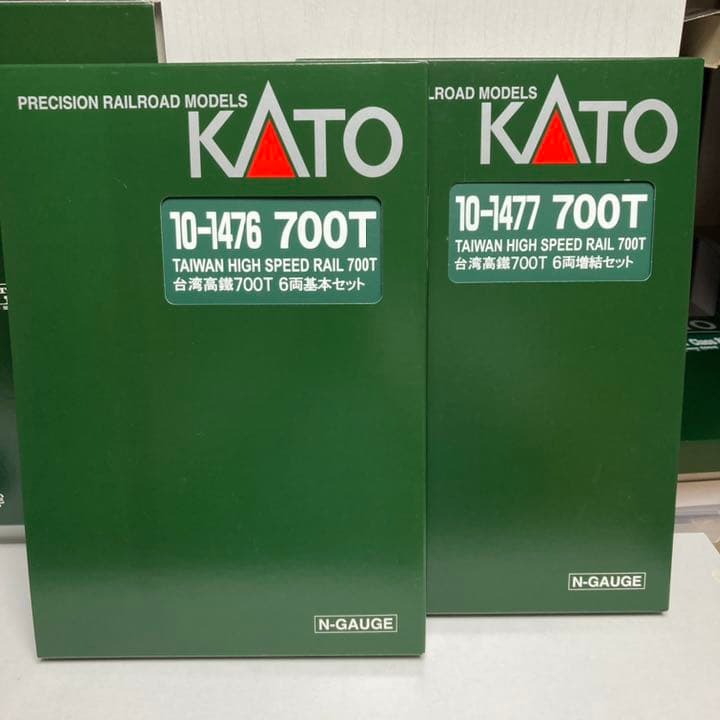 PRECISION RAILROAD MODELS
KATO
10-1476 700T
TAIWAN HIGH SPEED RAIL 700T
台湾高鐵700T 6両基本セット
N-GAUGE
LROAD MODELS
KATO
10-1477 700T
TAIWAN HIGH SPEED RAIL 700T
台湾高鐵700T 6両増結セット
N-GAUGE